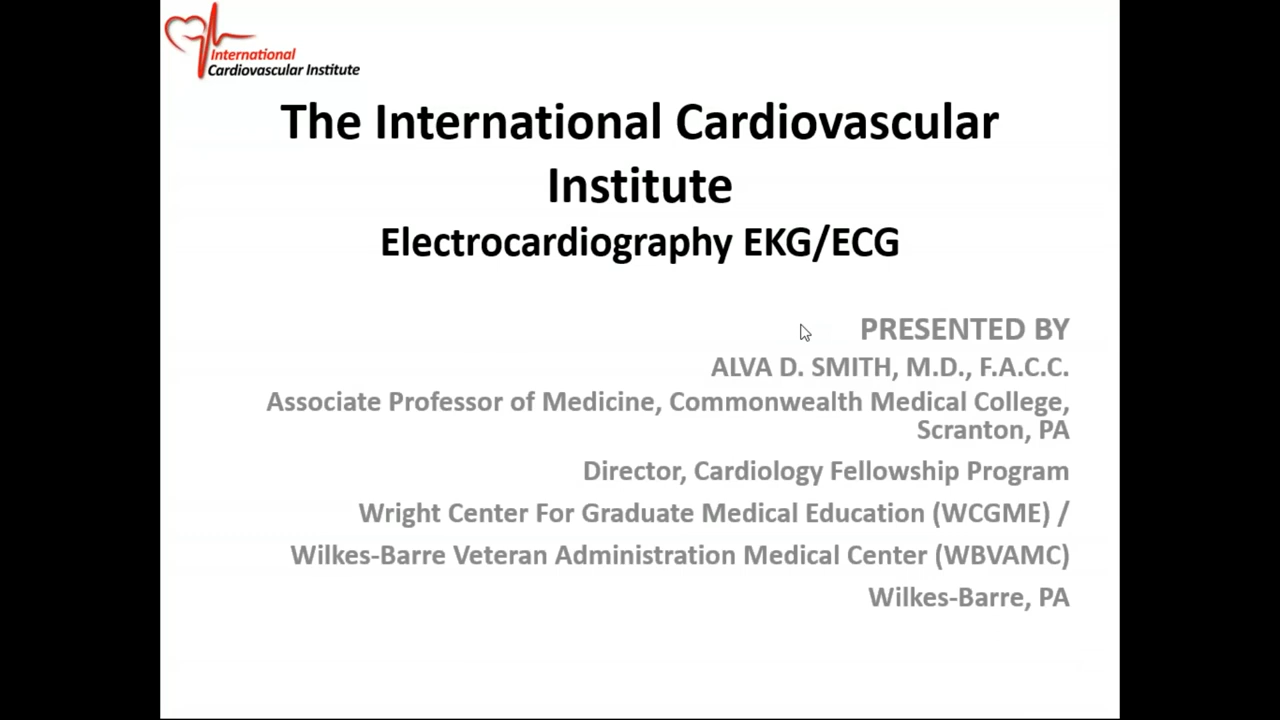 International
Cardiovascular Institute
The International Cardiovascular
Institute
Electrocardiography EKG/ECG
PRESENTED BY
ALVA D. SMITH, M.D., F.A.C.C.
Associate Professor of Medicine, Commonwealth Medical College,
Scranton, PA
Director, Cardiology Fellowship Program
Wright Center For Graduate Medical Education (WCGME) /
Wilkes-Barre Veteran Administration Medical Center (WBVAMC)
Wilkes-Barre, PA